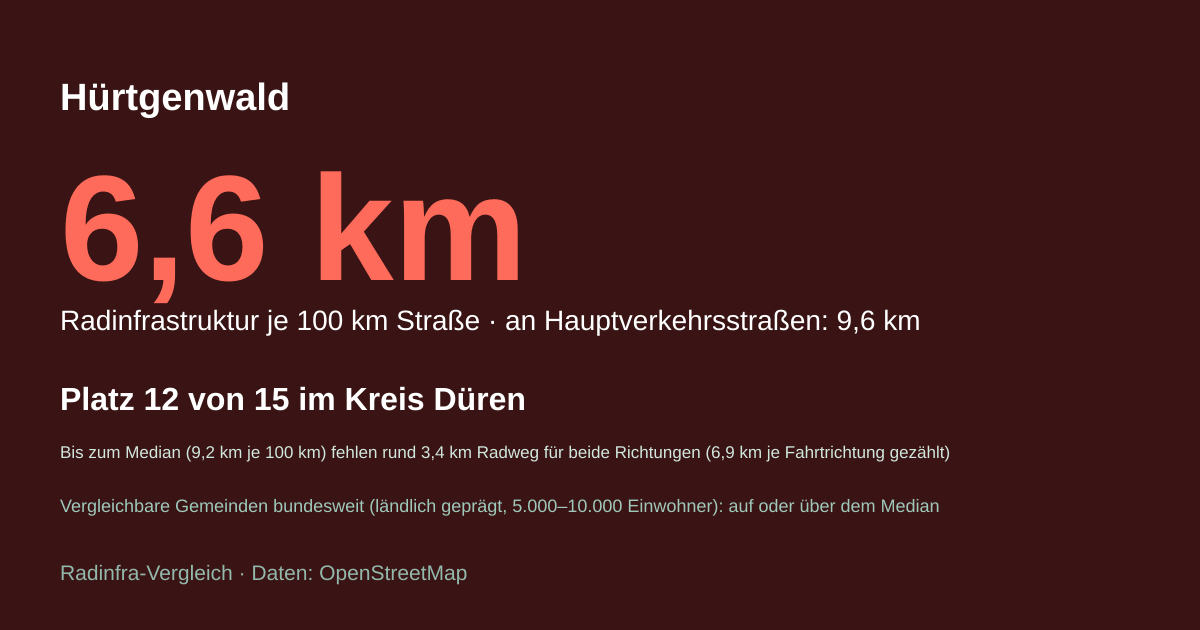 Hürtgenwald
6,6 km
Radinfrastruktur je 100 km Straße · an Hauptverkehrsstraßen: 9,6 km
Platz 12 von 15 im Kreis Düren
Bis zum Median (9,2 km je 100 km) fehlen rund 3,4 km Radweg für beide Richtungen (6,9 km je Fahrtrichtung gezählt)
Vergleichbare Gemeinden bundesweit (ländlich geprägt, 5.000–10.000 Einwohner): auf oder über dem Median
Radinfra-Vergleich · Daten: OpenStreetMap